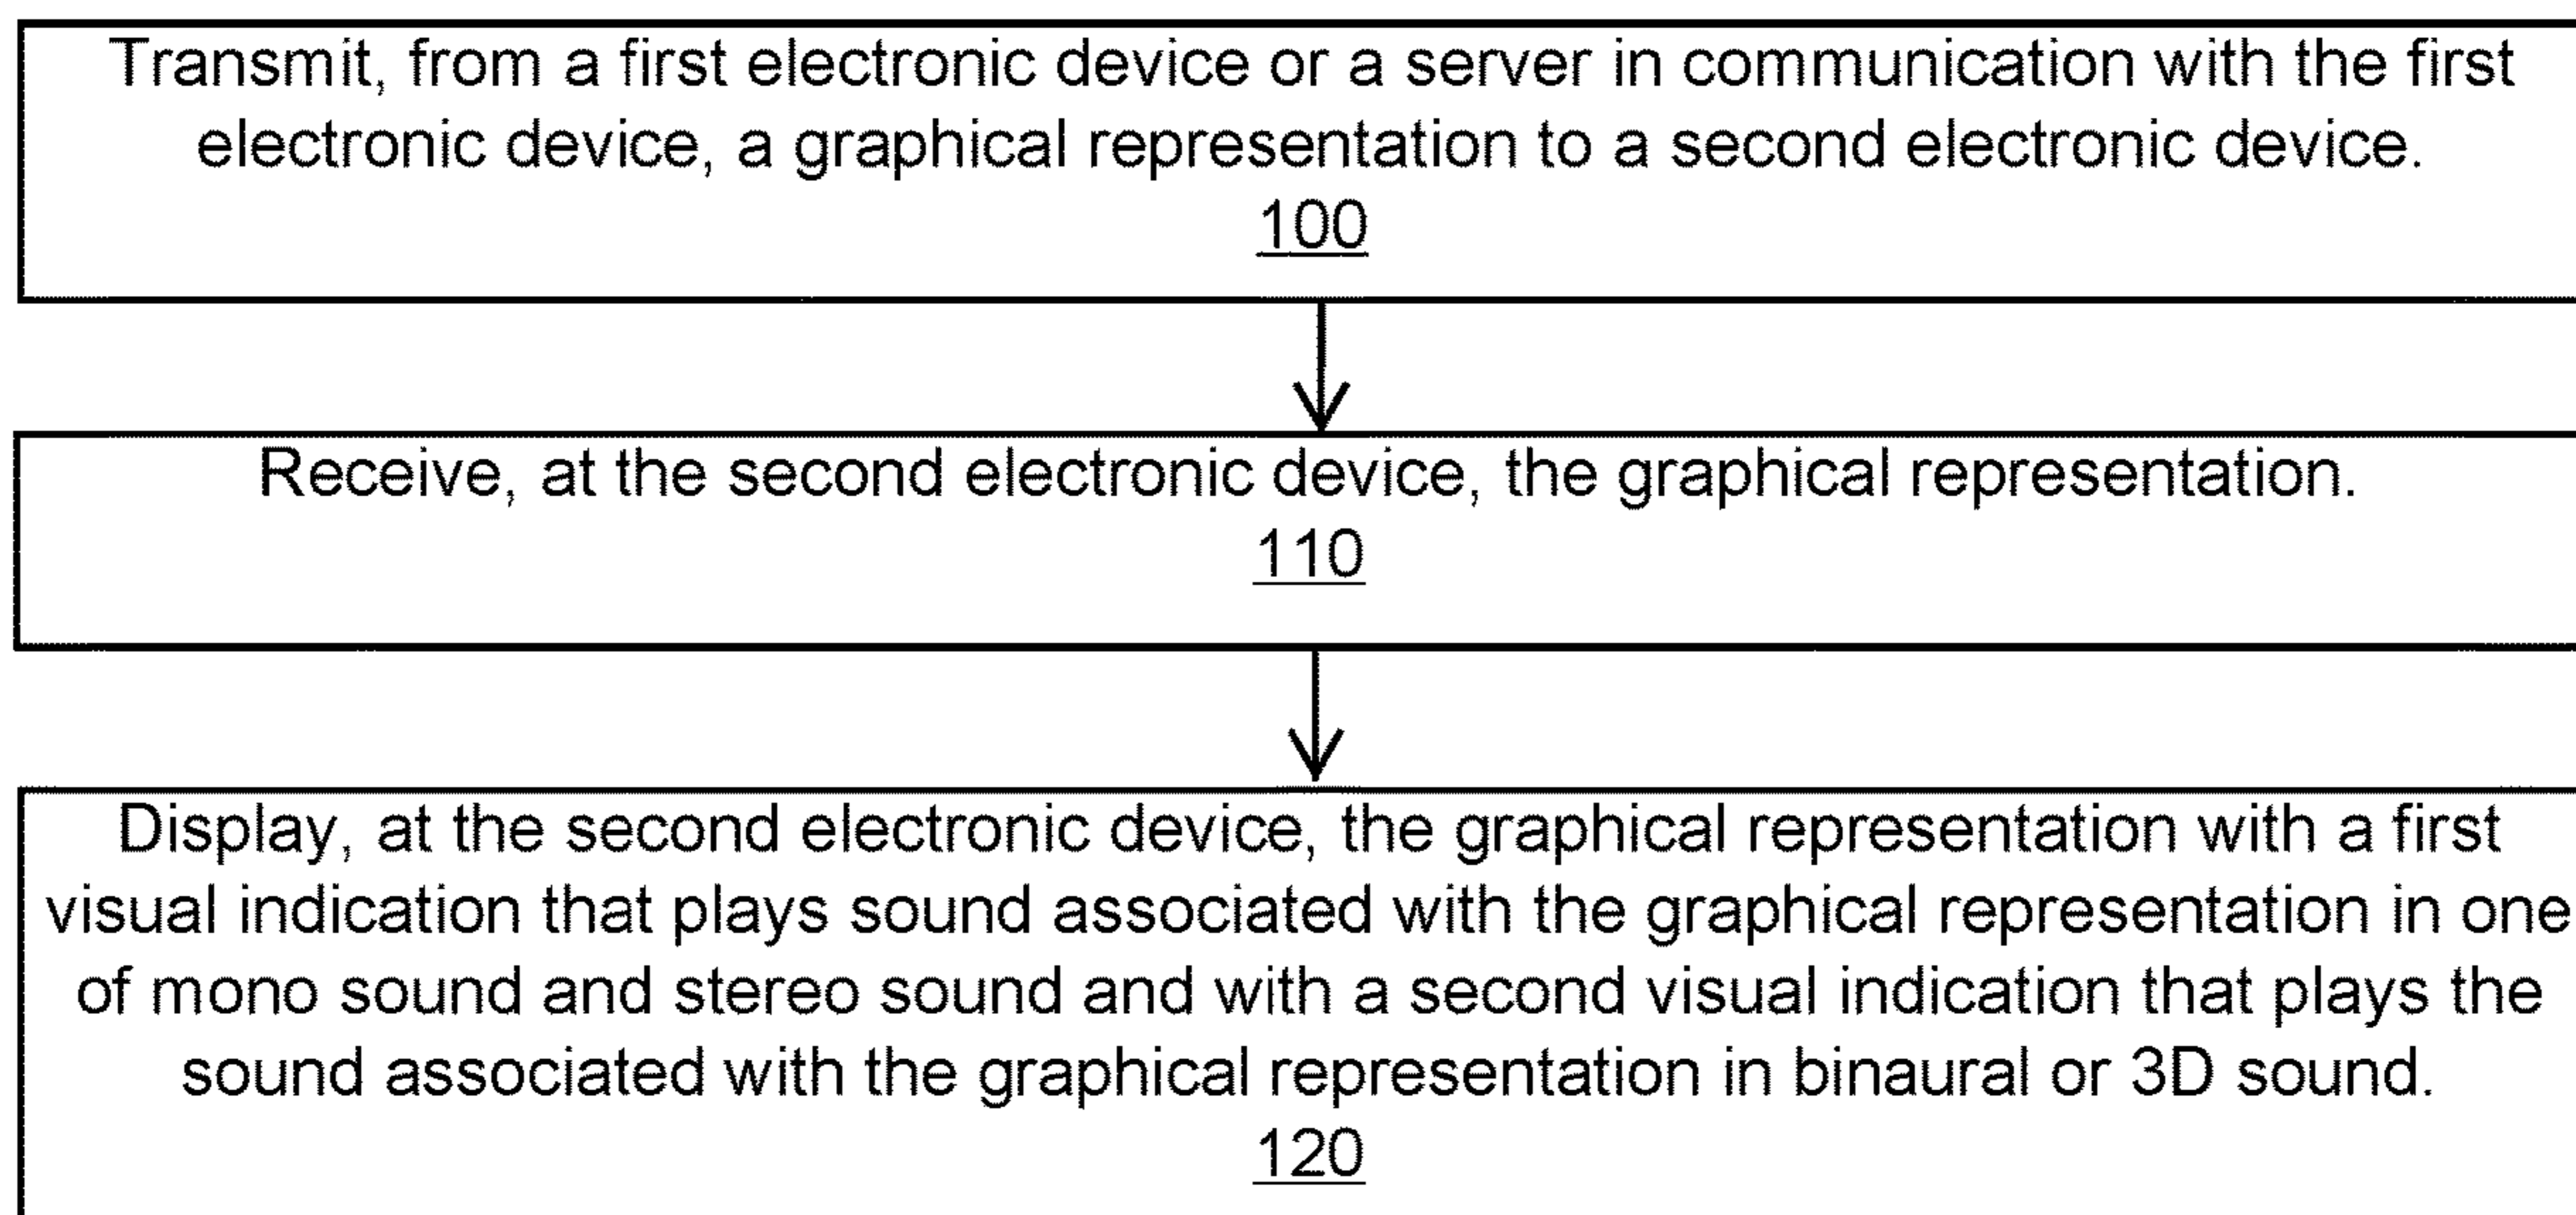 Transmit, from a first electronic device or a server in communication with the first
electronic device, a graphical representation to a second electronic device.
100
Receive, at the second electronic device, the graphical representation.
110
Display, at the second electronic device, the graphical representation with a first
visual indication that plays sound associated with the graphical representation in one
of mono sound and stereo sound and with a second visual indication that plays the
sound associated with the graphical representation in binaural or 3D sound.
120